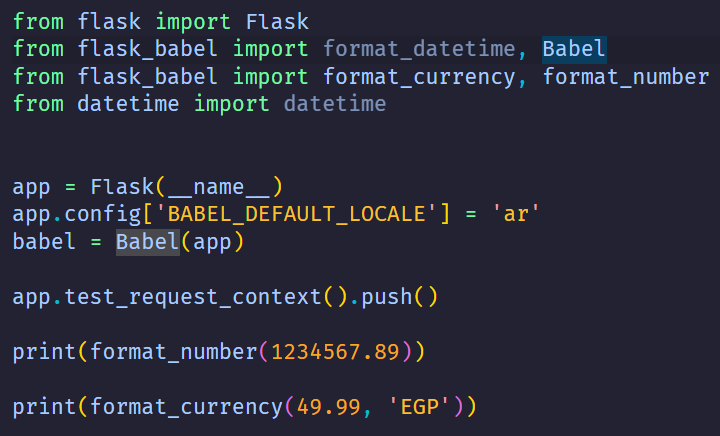 from flask import Flask
from flask_babel import format_datetime, Babel
from flask_babel import format_currency, format_number
from datetime import datetime
app = Flask(__name__)
app.config['BABEL_DEFAULT_LOCALE'] = 'ar'
babel = Babel(app)
app.test_request_context().push()
print(format_number(1234567.89))
print(format_currency(49.99, 'EGP'))